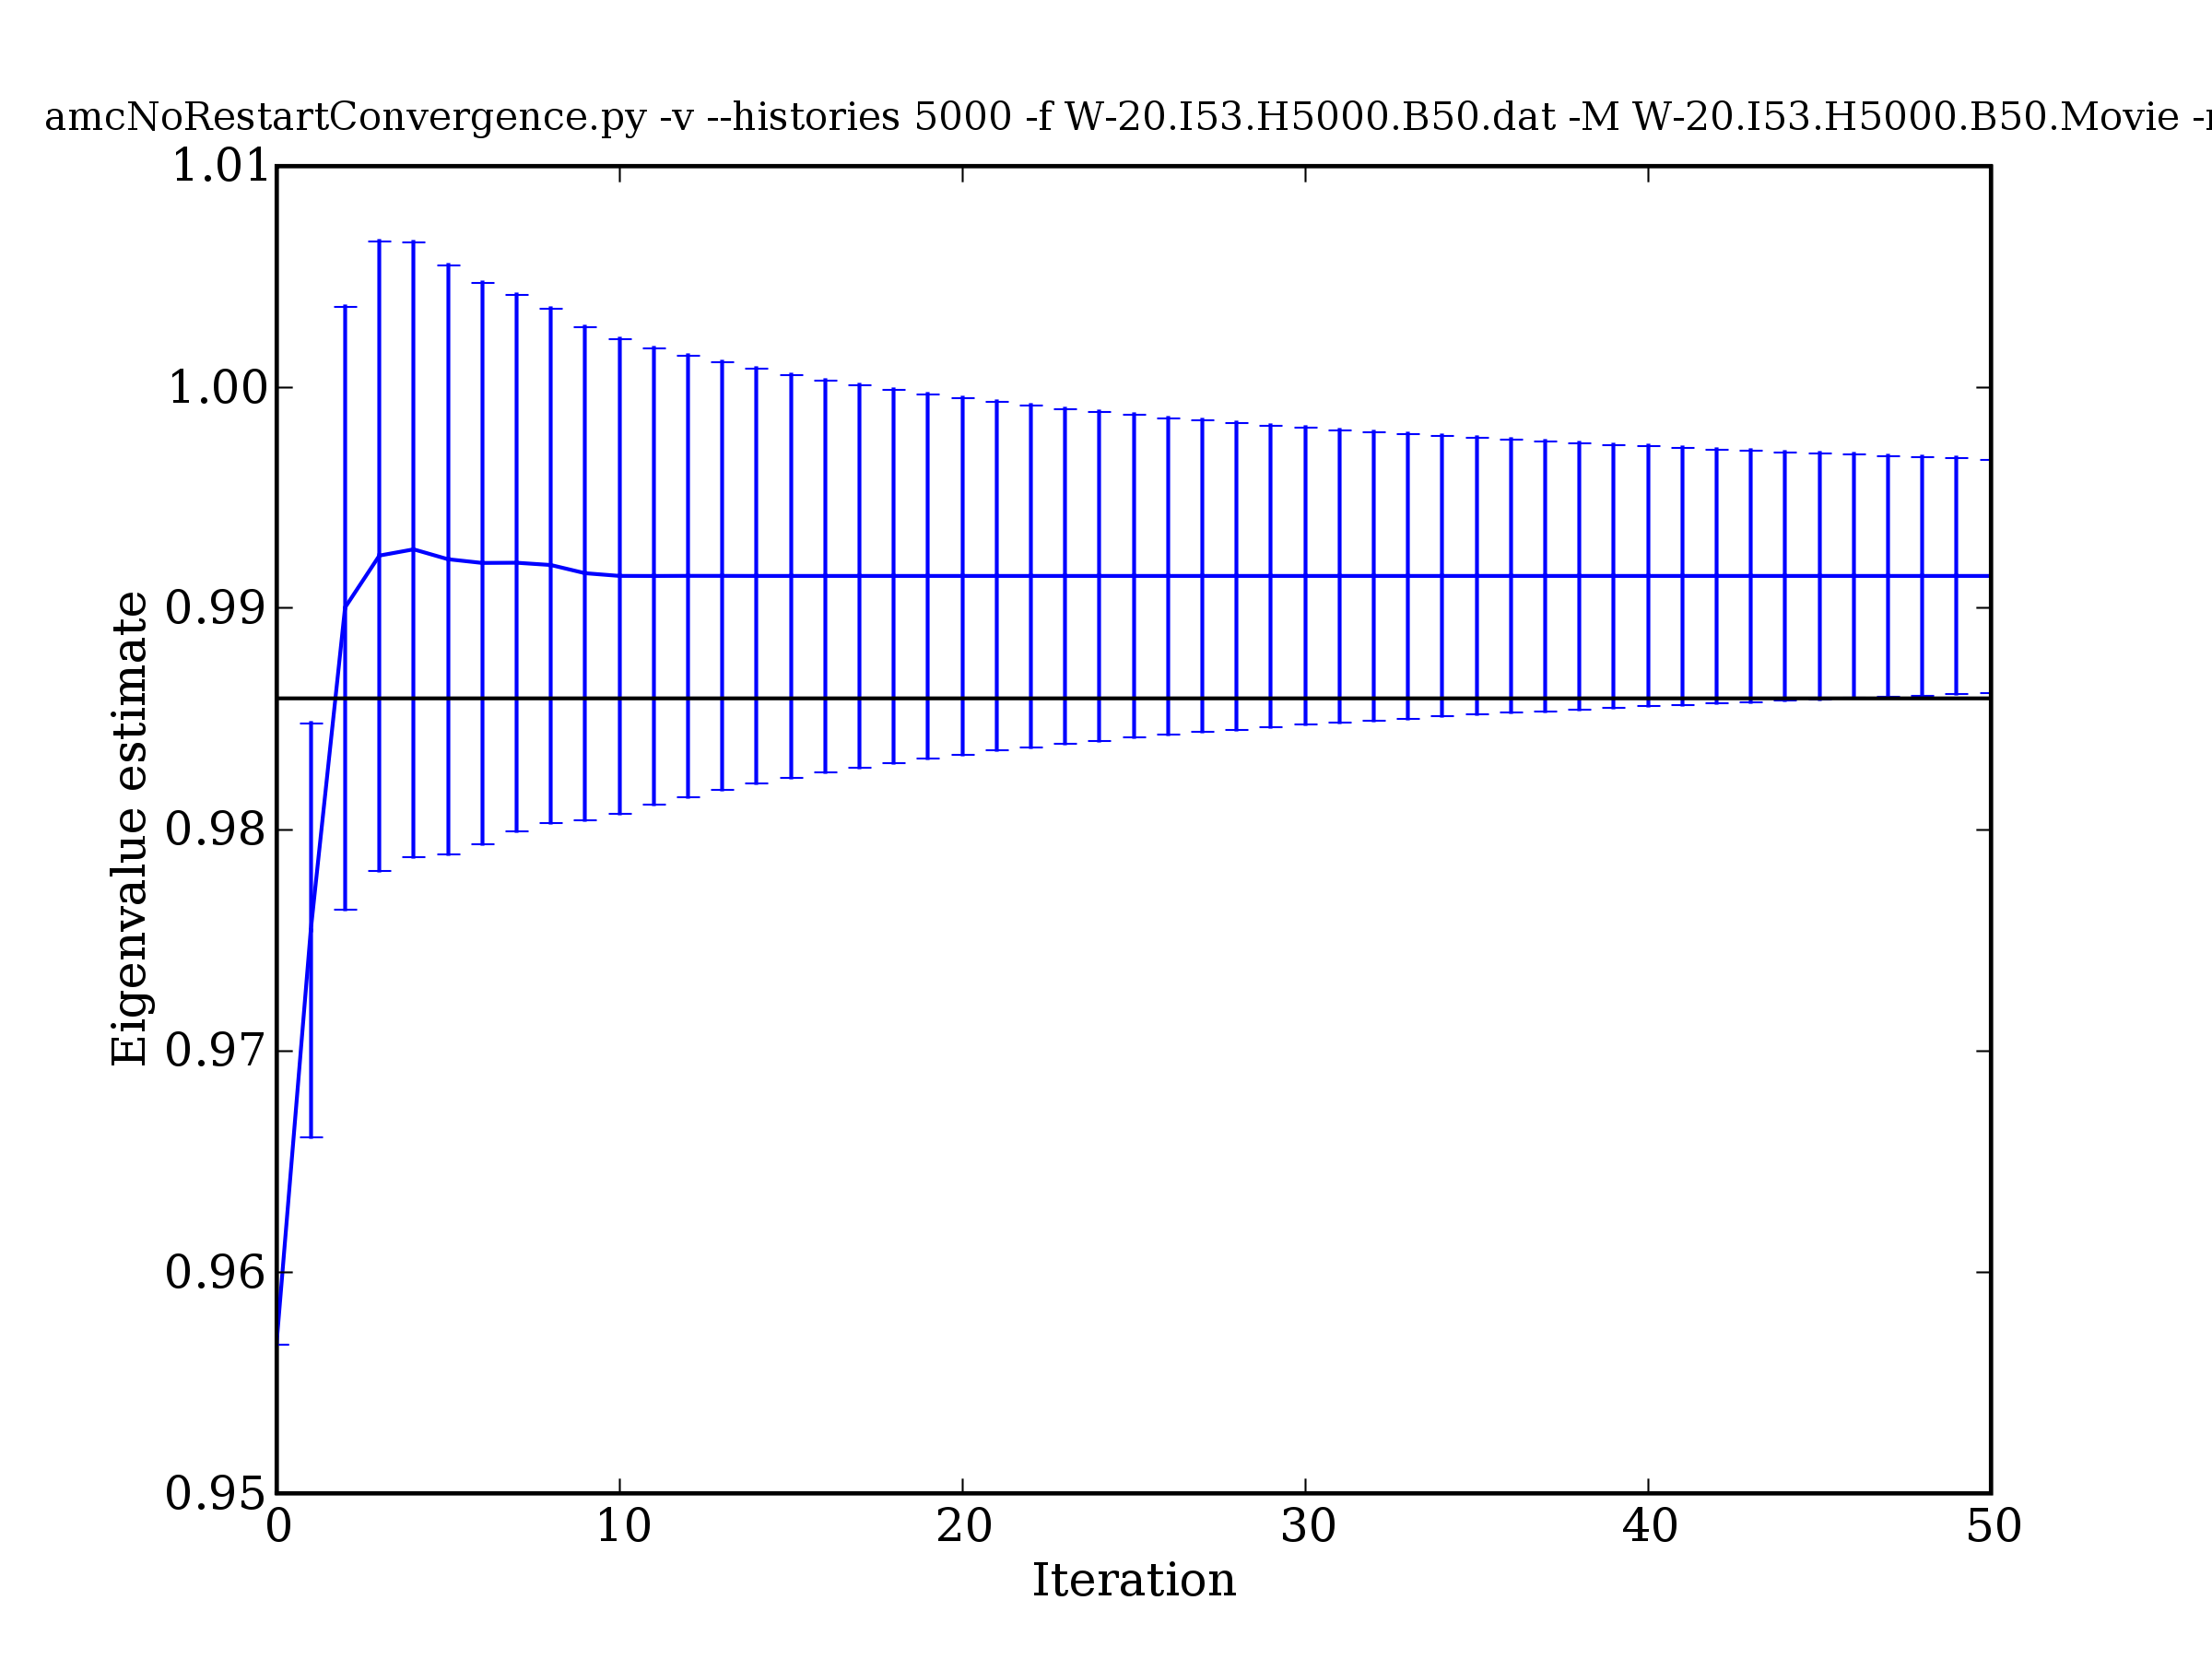 amcNoRestartConvergence.py -v --histories 5000 -f W-20.I53.H5000.B50.dat -M W-20.I53.H5000.B50.Movie
1.01
1.00
0.99
0.98
0.97
0.96
0.95
Eigenvalue estimate
0 10 20 30 40 50
Iteration